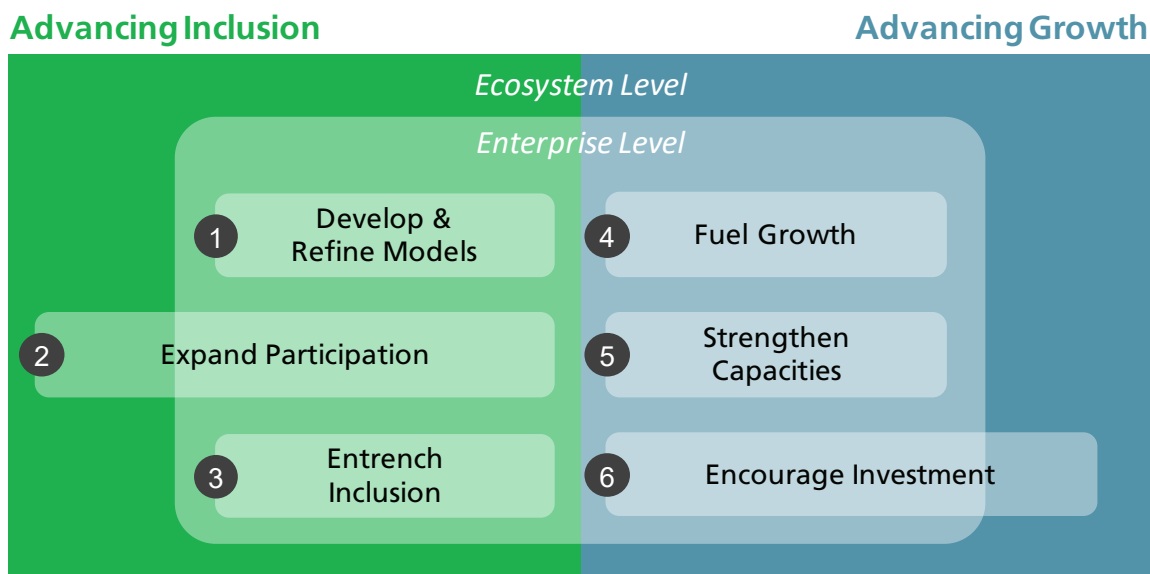 Advancing Inclusion
Advancing Growth
Ecosystem Level
Enterprise Level
1
Develop &
Refine Models
4
Fuel Growth
2
Expand Participation
5
Strengthen
Capacities
3
Entrench
Inclusion
6
Encourage Investment